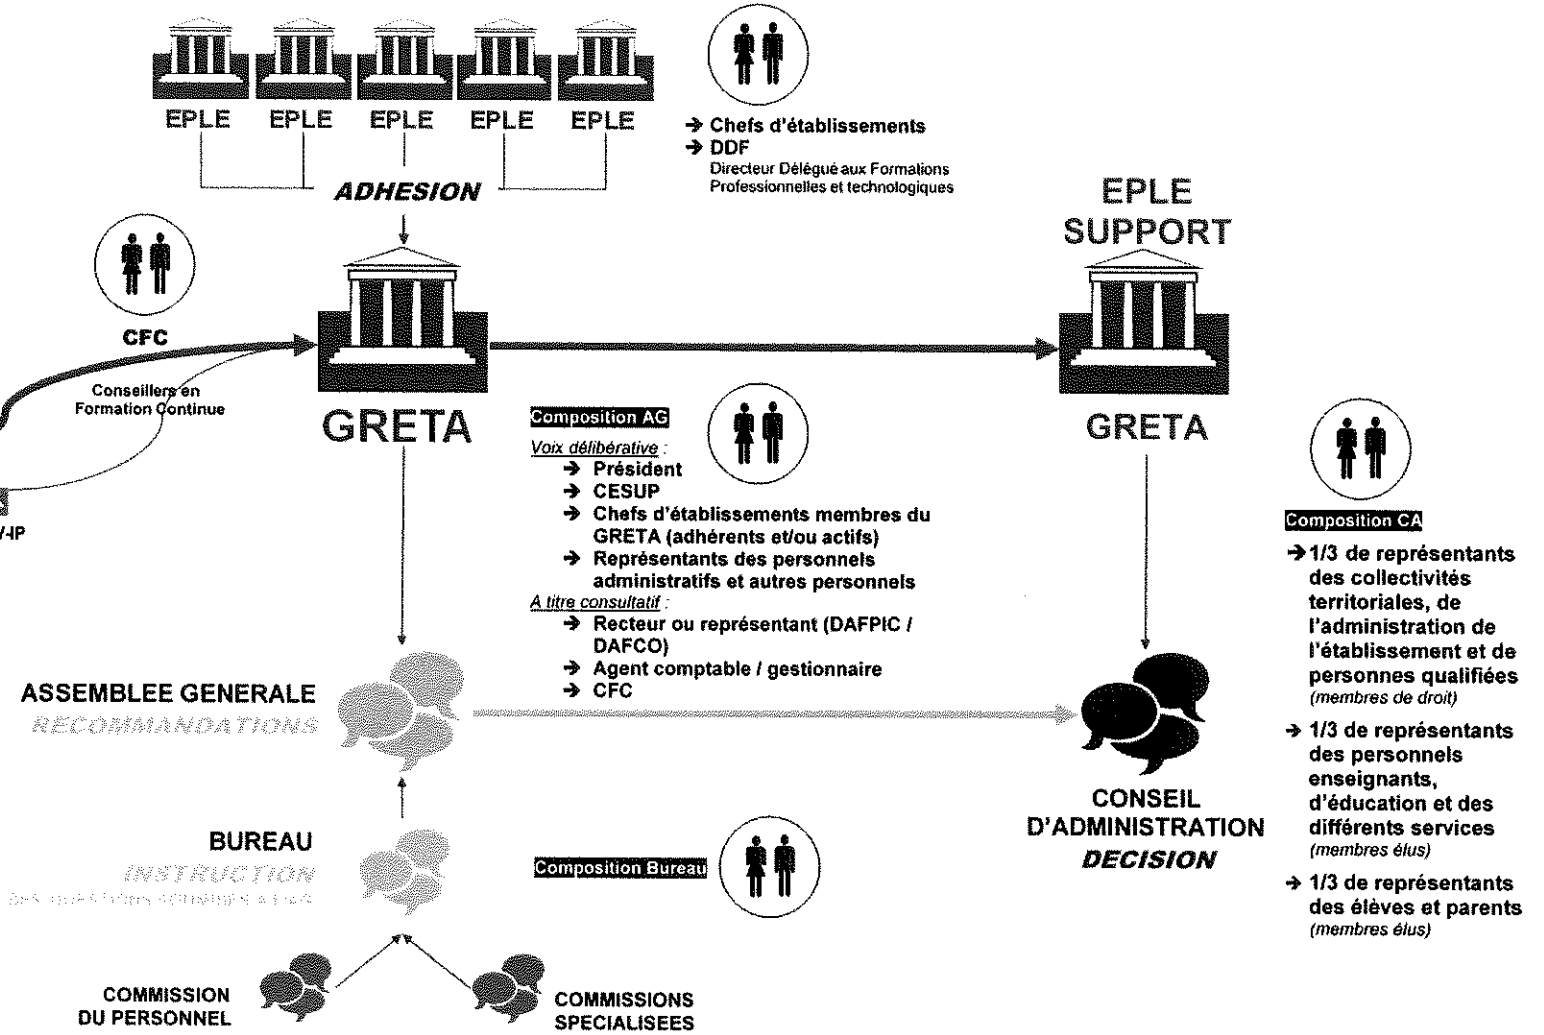 EPLE EPLE EPLE EPLE EPLE
ADHESION
➔ Chefs d'établissements
➔ DDF
Directeur Délégué aux Formations
Professionnelles et technologiques
EPLE
SUPPORT
CFC
Conseillers en
Formation Continue
GRETA
GRETA
Composition AG
Voix délibérative :
➔ Président
➔ CESUP
➔ Chefs d'établissements membres du
GRETA (adhérents et/ou actifs)
➔ Représentants des personnels
administratifs et autres personnels
A titre consultatif :
➔ Recteur ou représentant (DAFPIC /
DAFCO)
➔ Agent comptable / gestionnaire
➔ CFC
ASSEMBLEE GENERALE
RECOMMANDATIONS
BUREAU
INSTRUCTION
DES QUESTIONS
Composition Bureau
COMMISSION
DU PERSONNEL
COMMISSIONS
SPECIALISEES
CONSEIL
D'ADMINISTRATION
DECISION
Composition CA
➔ 1/3 de représentants
des collectivités
territoriales, de
l'administration de
l'établissement et de
personnes qualifiées
(membres de droit)
➔ 1/3 de représentants
des personnels
enseignants,
d'éducation et des
différents services
(membres élus)
➔ 1/3 de représentants
des élèves et parents
(membres élus)